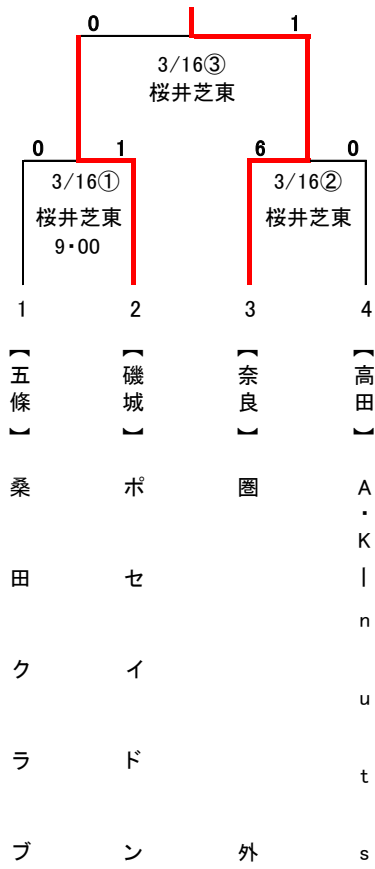 0 1
3/16③
桜井芝東
0 1 6 0
3/16① 3/16②
桜井芝東 桜井芝東
9・00
1 2 3 4
【五條】桑田クラブ
【磯城】ポセイドン
【奈良】圏外
【高田】A・K－nuts